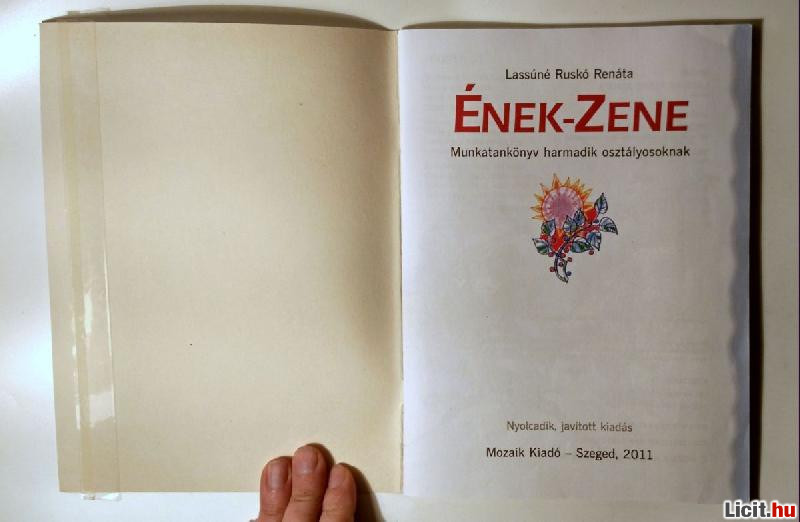 Lassúné Ruskó Renáta
ÉNEK-ZENE
Munkatankönyv harmadik osztályosoknak
Nyolcadik, javított kiadás
Mozaik Kiadó – Szeged, 2011
Licit.hu